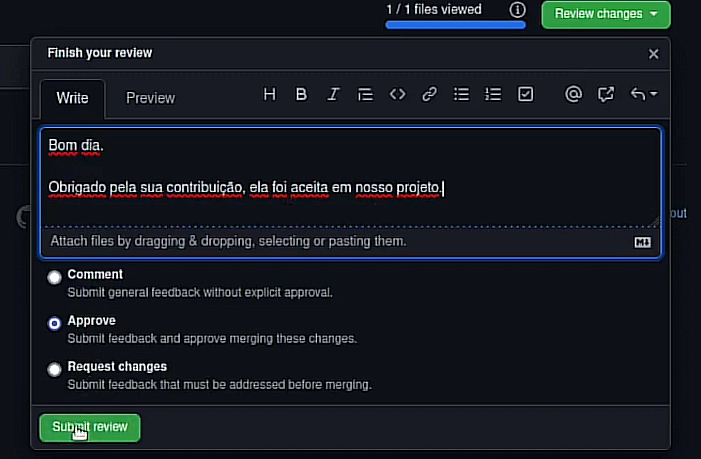 1 / 1 files viewed
Review changes
Finish your review
Write
Preview
Bom dia.
Obrigado pela sua contribuição, ela foi aceita em nosso projeto.
out
Attach files by dragging & dropping, selecting or pasting them.
Comment
Submit general feedback without explicit approval.
Approve
Submit feedback and approve merging these changes.
Request changes
Submit feedback that must be addressed before merging.
Submit review